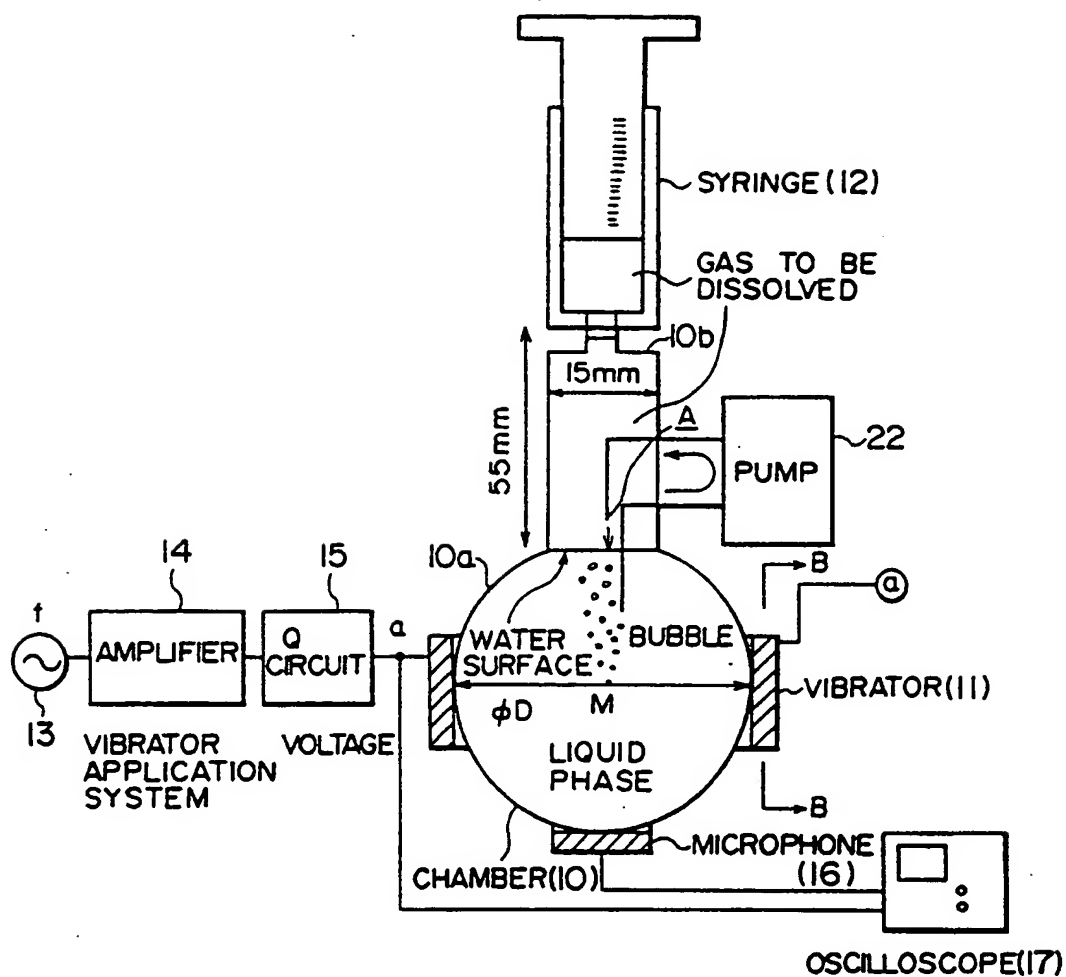 SYRINGE(12)
GAS TO BE
DISSOLVED
10b
15mm
55mm
A
22
PUMP
14
15
10a
B
a
f
a
AMPLIFIER
Q
CIRCUIT
WATER
SURFACE
BUBBLE
VIBRATOR(11)
13
φD
M
VIBRATOR
APPLICATION
SYSTEM
VOLTAGE
LIQUID
PHASE
B
MICROPHONE
(16)
CHAMBER(10)
OSCILLOSCOPE(17)